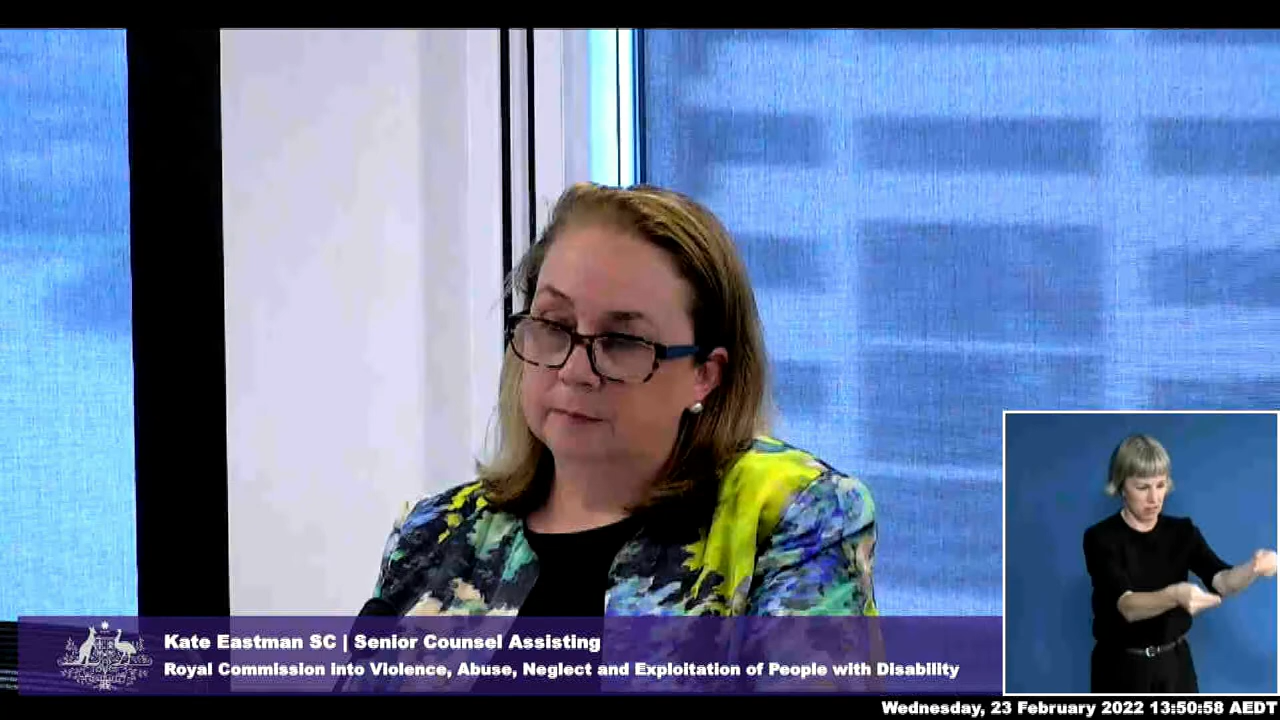 Kate Eastman SC | Senior Counsel Assisting
Royal Commission into Violence, Abuse, Neglect and Exploitation of People with Disability
Wednesday, 23 February 2022 13:50:58 AEDT